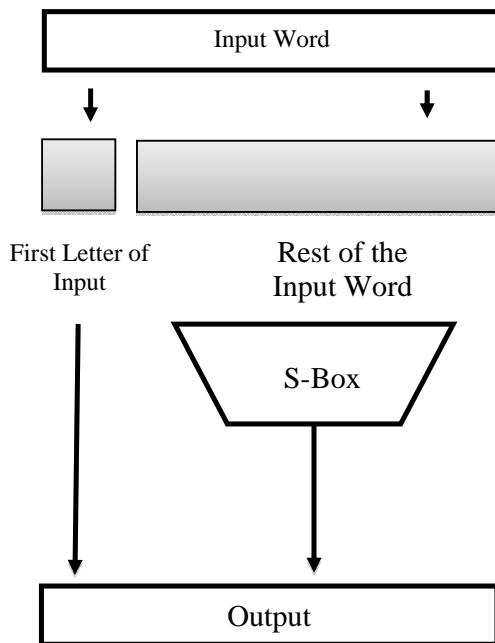 Input Word
First Letter of
Input
Rest of the
Input Word
S-Box
Output